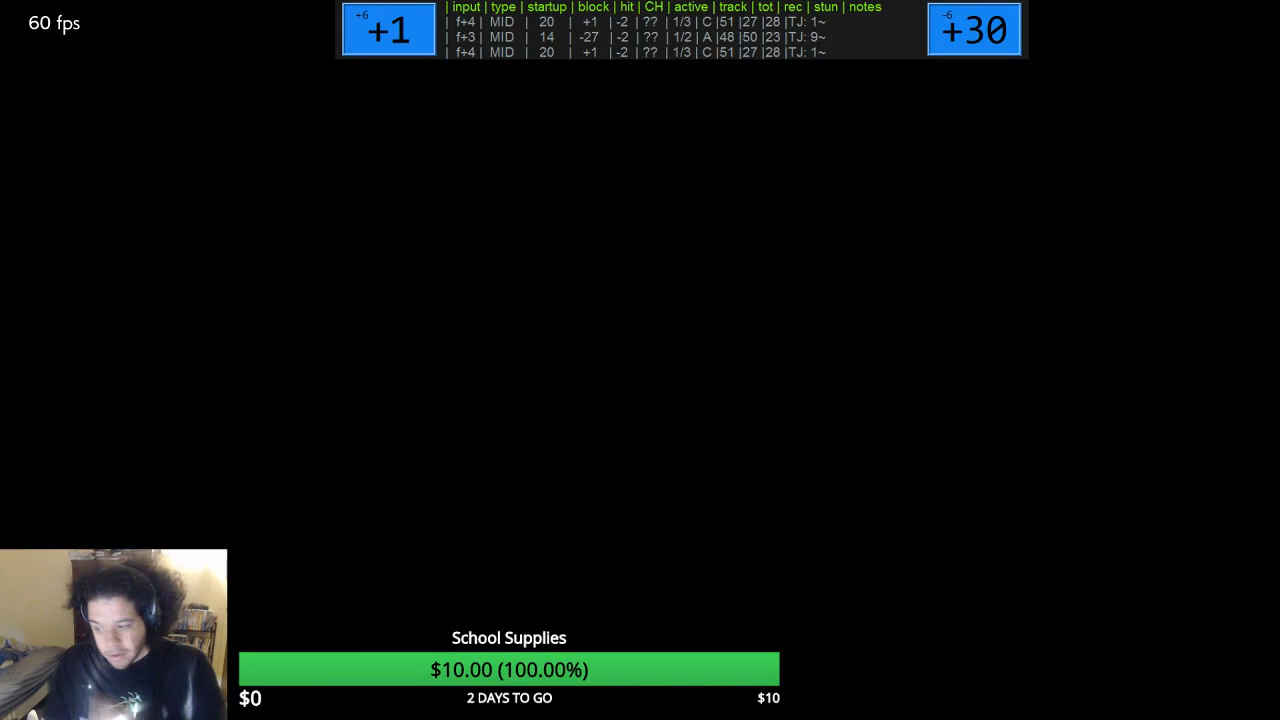 60 fps
+6
+1
| input | type | startup | block | hit | CH | active | track | tot | rec | stun | notes
| f+4 | MID | 20 | +1 | -2 | ?? | 1/3 | C |51 |27 |28 |TJ: 1~
| f+3 | MID | 14 | -27 | -2 | ?? | 1/2 | A |48 |50 |23 |TJ: 9~
| f+4 | MID | 20 | +1 | -2 | ?? | 1/3 | C |51 |27 |28 |TJ: 1~
-6
+30
School Supplies
$10.00 (100.00%)
$0 2 DAYS TO GO $10